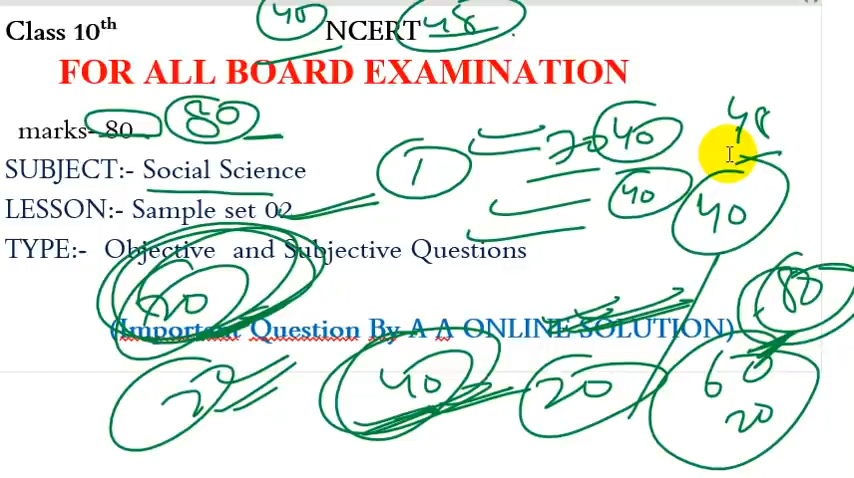 40
Class 10th NCERT 48
FOR ALL BOARD EXAMINATION
marks- 80 80
48
1 40
SUBJECT:- Social Science
40 40
LESSON:- Sample set 02
TYPE:- Objective and Subjective Questions
80
(Important Question By A A ONLINE SOLUTION)
40 20 60
20